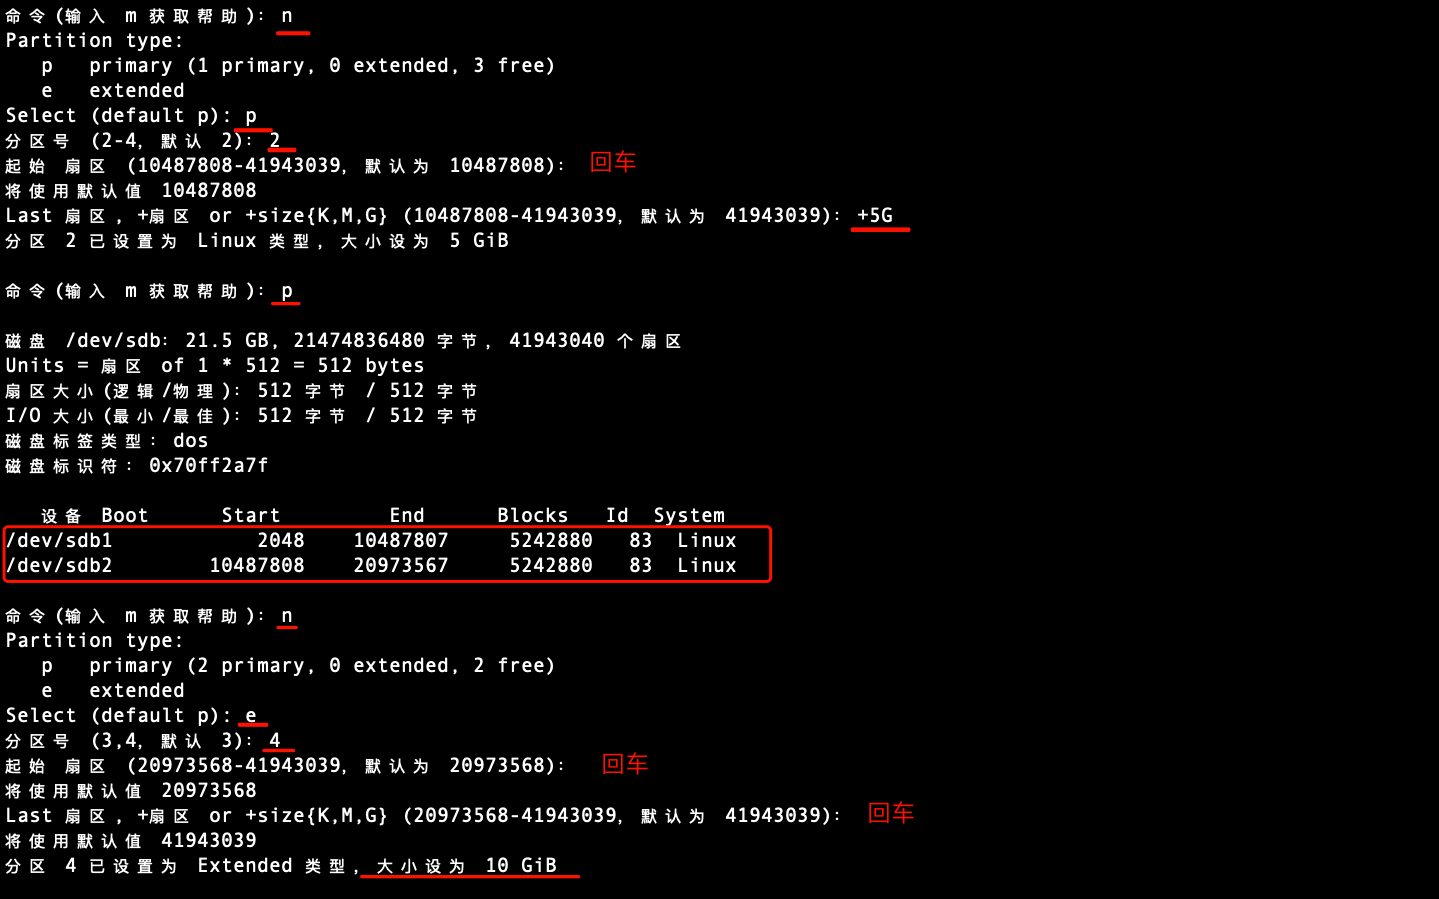 命令(输入 m 获取帮助)：n
Partition type:
   p   primary (1 primary, 0 extended, 3 free)
   e   extended
Select (default p): p
分区号 (2-4，默认 2)：2
起始 扇区 (10487808-41943039，默认为 10487808)： 回车
将使用默认值 10487808
Last 扇区, +扇区 or +size{K,M,G} (10487808-41943039，默认为 41943039)：+5G
分区 2 已设置为 Linux 类型，大小设为 5 GiB
命令(输入 m 获取帮助)：p
磁盘 /dev/sdb：21.5 GB, 21474836480 字节，41943040 个扇区
Units = 扇区 of 1 * 512 = 512 bytes
扇区大小(逻辑/物理)：512 字节 / 512 字节
I/O 大小(最小/最佳)：512 字节 / 512 字节
磁盘标签类型：dos
磁盘标识符：0x70ff2a7f
   设备 Boot      Start         End      Blocks   Id  System
/dev/sdb1            2048    10487807     5242880   83  Linux
/dev/sdb2        10487808    20973567     5242880   83  Linux
命令(输入 m 获取帮助)：n
Partition type:
   p   primary (2 primary, 0 extended, 2 free)
   e   extended
Select (default p): e
分区号 (3,4，默认 3)：4
起始 扇区 (20973568-41943039，默认为 20973568)： 回车
将使用默认值 20973568
Last 扇区, +扇区 or +size{K,M,G} (20973568-41943039，默认为 41943039)： 回车
将使用默认值 41943039
分区 4 已设置为 Extended 类型，大小设为 10 GiB